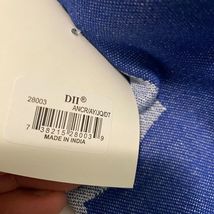 28003 DII®
ANCR/AY/JQ/DT
7 38215 28003 9
MADE IN INDIA